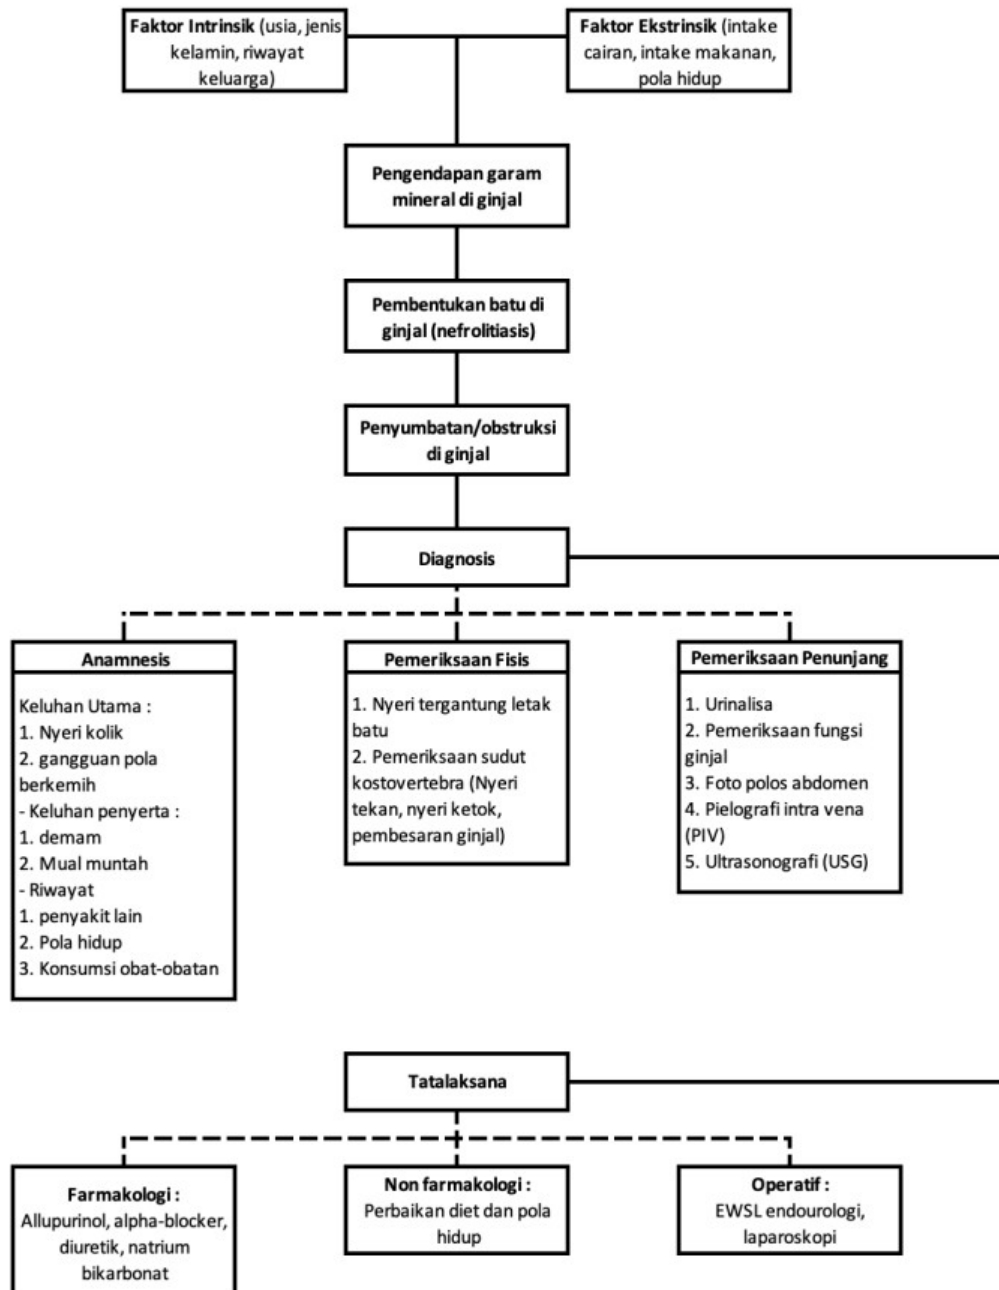 Faktor Intrinsik (usia, jenis
kelamin, riwayat
keluarga)
Faktor Ekstrinsik (intake
cairan, intake makanan,
pola hidup
Pengendapan garam
mineral di ginjal
Pembentukan batu di
ginjal (nefrolitiasis)
Penyumbatan/obstruksi
di ginjal
Diagnosis
Anamnesis
Keluhan Utama :
1. Nyeri kolik
2. gangguan pola
berkemih
- Keluhan penyerta :
1. demam
2. Mual muntah
- Riwayat
1. penyakit lain
2. Pola hidup
3. Konsumsi obat-obatan
Pemeriksaan Fisis
1. Nyeri tergantung letak
batu
2. Pemeriksaan sudut
kostovertebra (Nyeri
tekan, nyeri ketok,
pembesaran ginjal)
Pemeriksaan Penunjang
1. Urinalisa
2. Pemeriksaan fungsi
ginjal
3. Foto polos abdomen
4. Pielografi intra vena
(PIV)
5. Ultrasonografi (USG)
Tatalaksana
Farmakologi :
Allupurinol, alpha-blocker,
diuretik, natrium
bikarbonat
Non farmakologi :
Perbaikan diet dan pola
hidup
Operatif :
EWSL endourologi,
laparoskopi